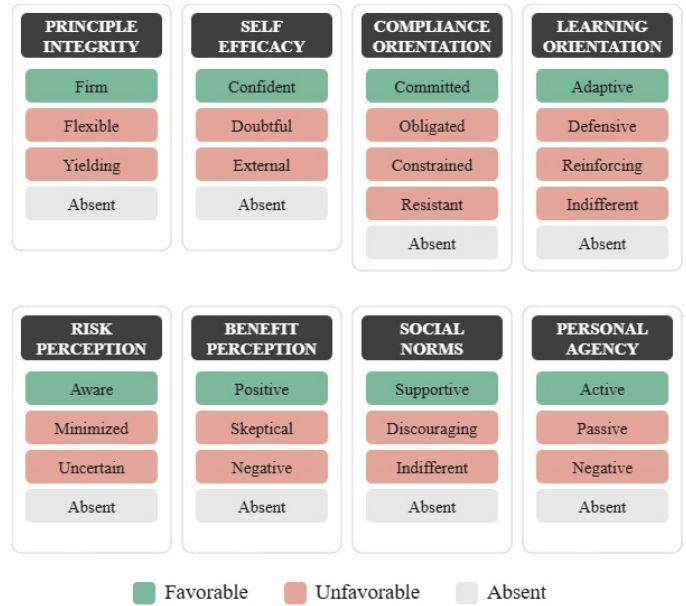 PRINCIPLE
INTEGRITY
Firm
Flexible
Yielding
Absent
SELF
EFFICACY
Confident
Doubtful
External
Absent
COMPLIANCE
ORIENTATION
Committed
Obligated
Constrained
Resistant
Absent
LEARNING
ORIENTATION
Adaptive
Defensive
Reinforcing
Indifferent
Absent
RISK
PERCEPTION
Aware
Minimized
Uncertain
Absent
BENEFIT
PERCEPTION
Positive
Skeptical
Negative
Absent
SOCIAL
NORMS
Supportive
Discouraging
Indifferent
Absent
PERSONAL
AGENCY
Active
Passive
Negative
Absent
Favorable
Unfavorable
Absent